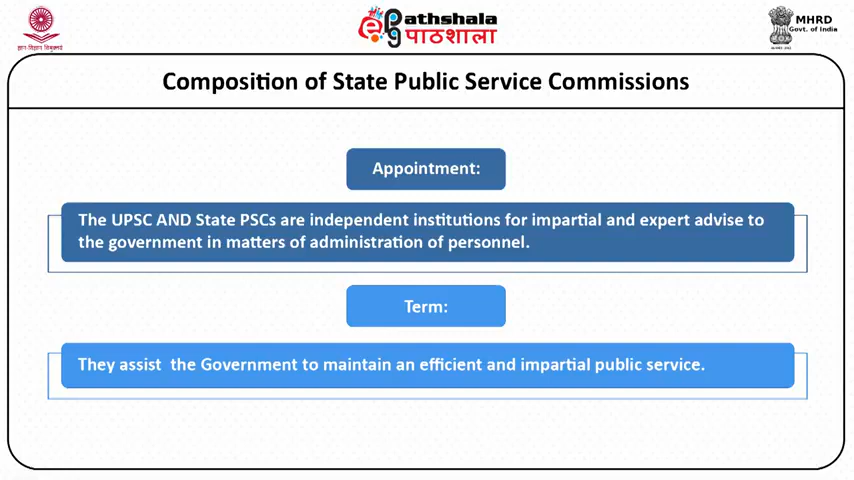 ज्ञान-विज्ञान विमुक्तये
ePathshala
पाठशाला
MHRD
Govt. of India
Composition of State Public Service Commissions
Appointment:
The UPSC AND State PSCs are independent institutions for impartial and expert advise to
the government in matters of administration of personnel.
Term:
They assist the Government to maintain an efficient and impartial public service.